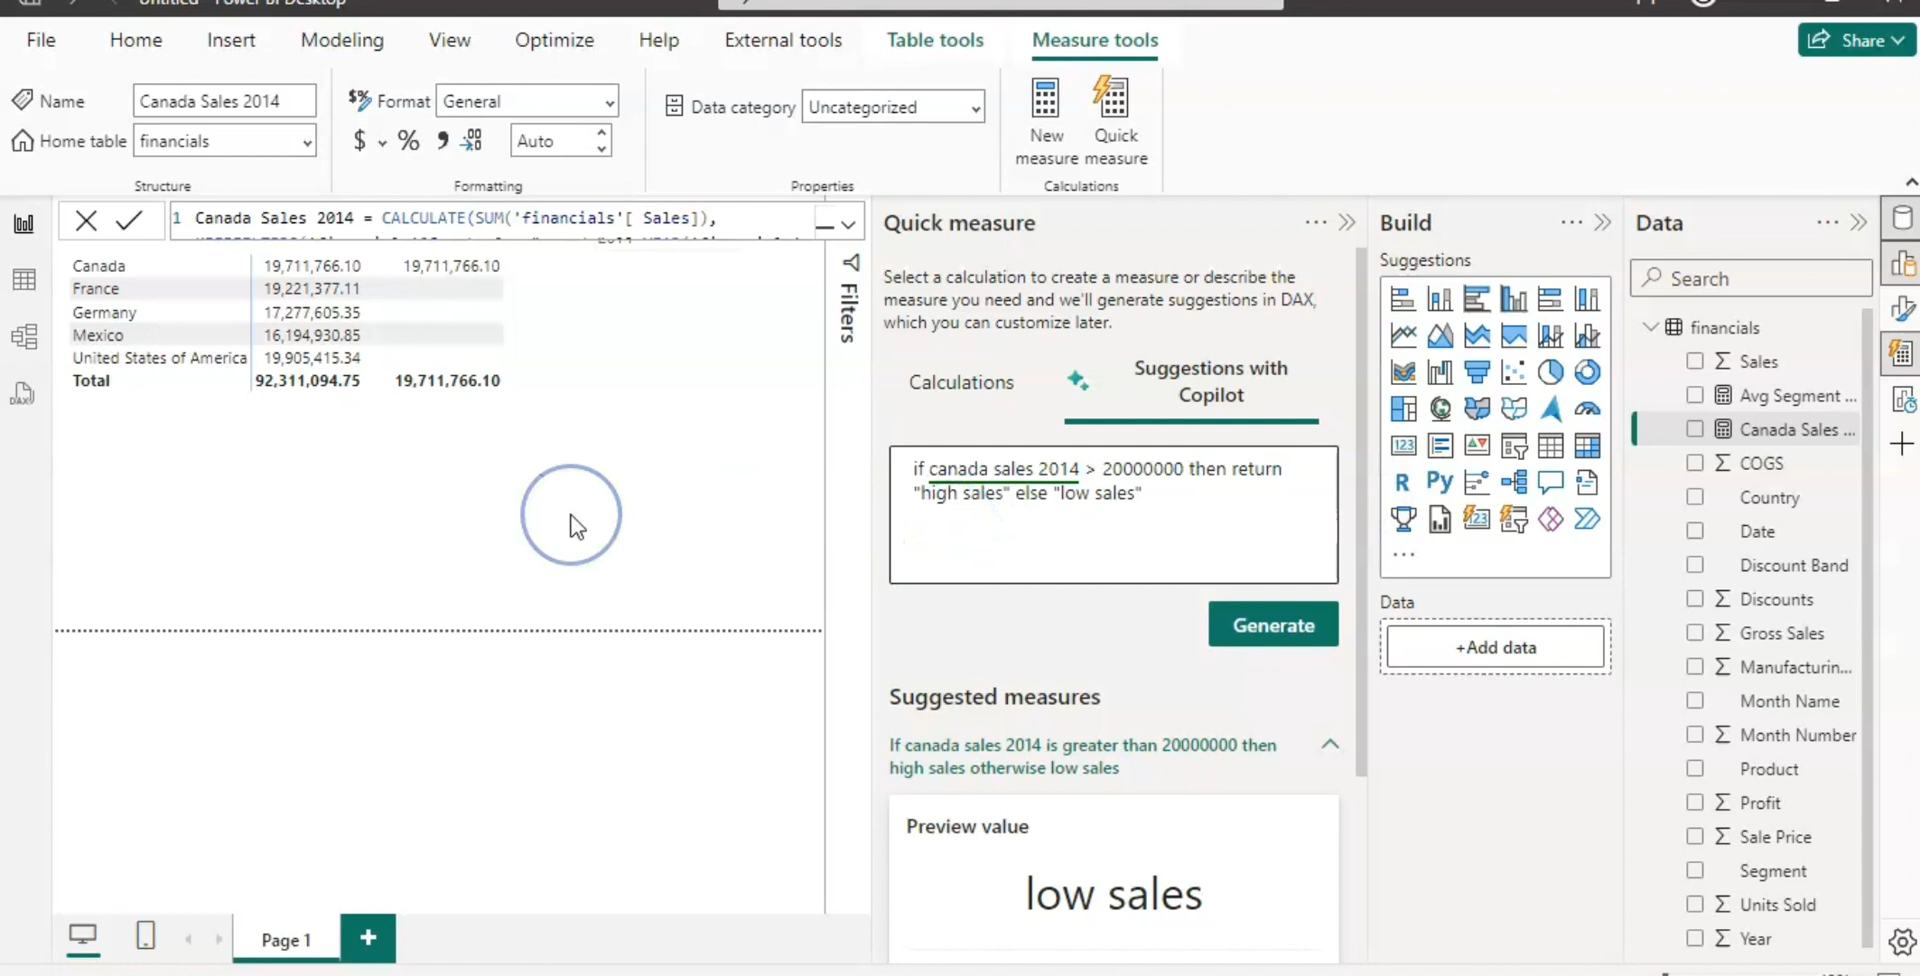 Untitled - Power BI Desktop
File
Home
Insert
Modeling
View
Optimize
Help
External tools
Table tools
Measure tools
Share
Name
Canada Sales 2014
Format
General
Data category
Uncategorized
Home table
financials
$
%
Auto
New
measure
Quick
measure
Structure
Formatting
Properties
Calculations
1 Canada Sales 2014 = CALCULATE(SUM('financials'[ Sales]),
Canada 19,711,766.10 19,711,766.10
France 19,221,377.11
Germany 17,277,605.35
Mexico 16,194,930.85
United States of America 19,905,415.34
Total 92,311,094.75 19,711,766.10
Filters
DAX
Quick measure
Select a calculation to create a measure or describe the
measure you need and we'll generate suggestions in DAX,
which you can customize later.
Calculations
Suggestions with
Copilot
if canada sales 2014 > 20000000 then return
"high sales" else "low sales"
Generate
Suggested measures
If canada sales 2014 is greater than 20000000 then
high sales otherwise low sales
Preview value
low sales
Build
Suggestions
123
R
Py
123
...
Data
+Add data
Data
Search
financials
Sales
Avg Segment ...
Canada Sales ...
COGS
Country
Date
Discount Band
Discounts
Gross Sales
Manufacturin...
Month Name
Month Number
Product
Profit
Sale Price
Segment
Units Sold
Year
Page 1